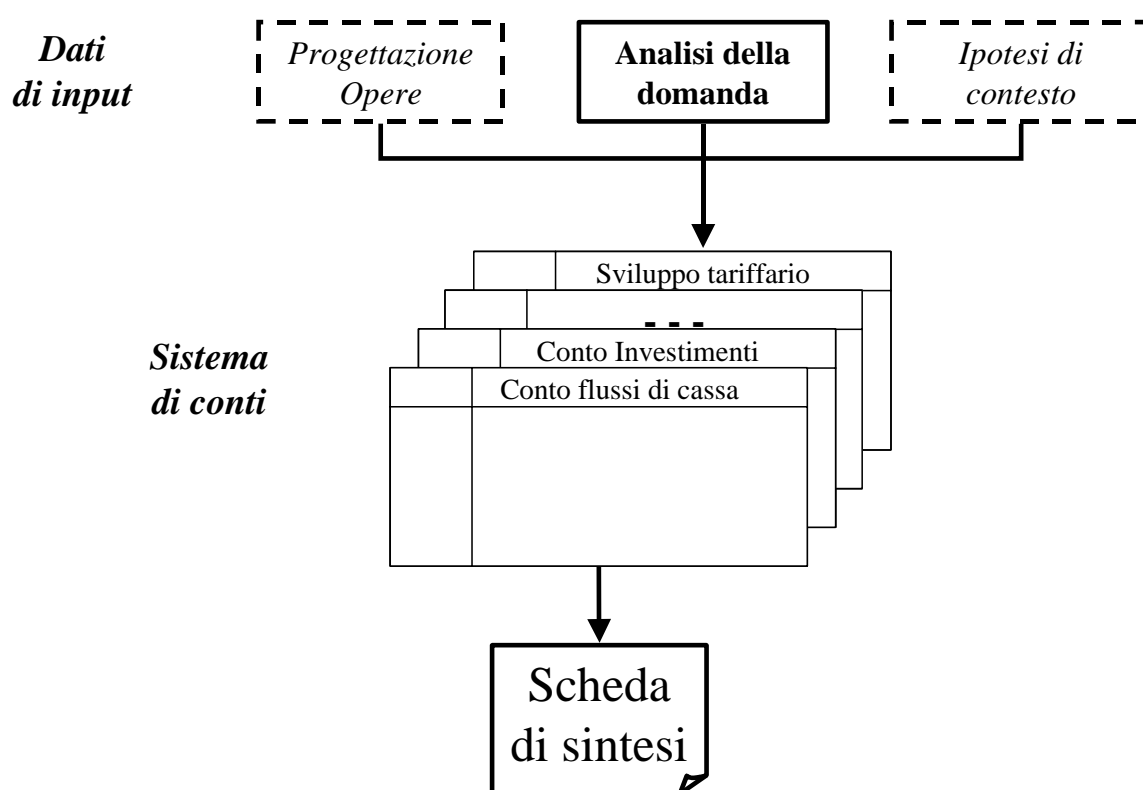 Dati
di input
Progettazione
Opere
Analisi della
domanda
Ipotesi di
contesto
Sistema
di conti
Sviluppo tariffario
- - -
Conto Investimenti
Conto flussi di cassa
Scheda
di sintesi